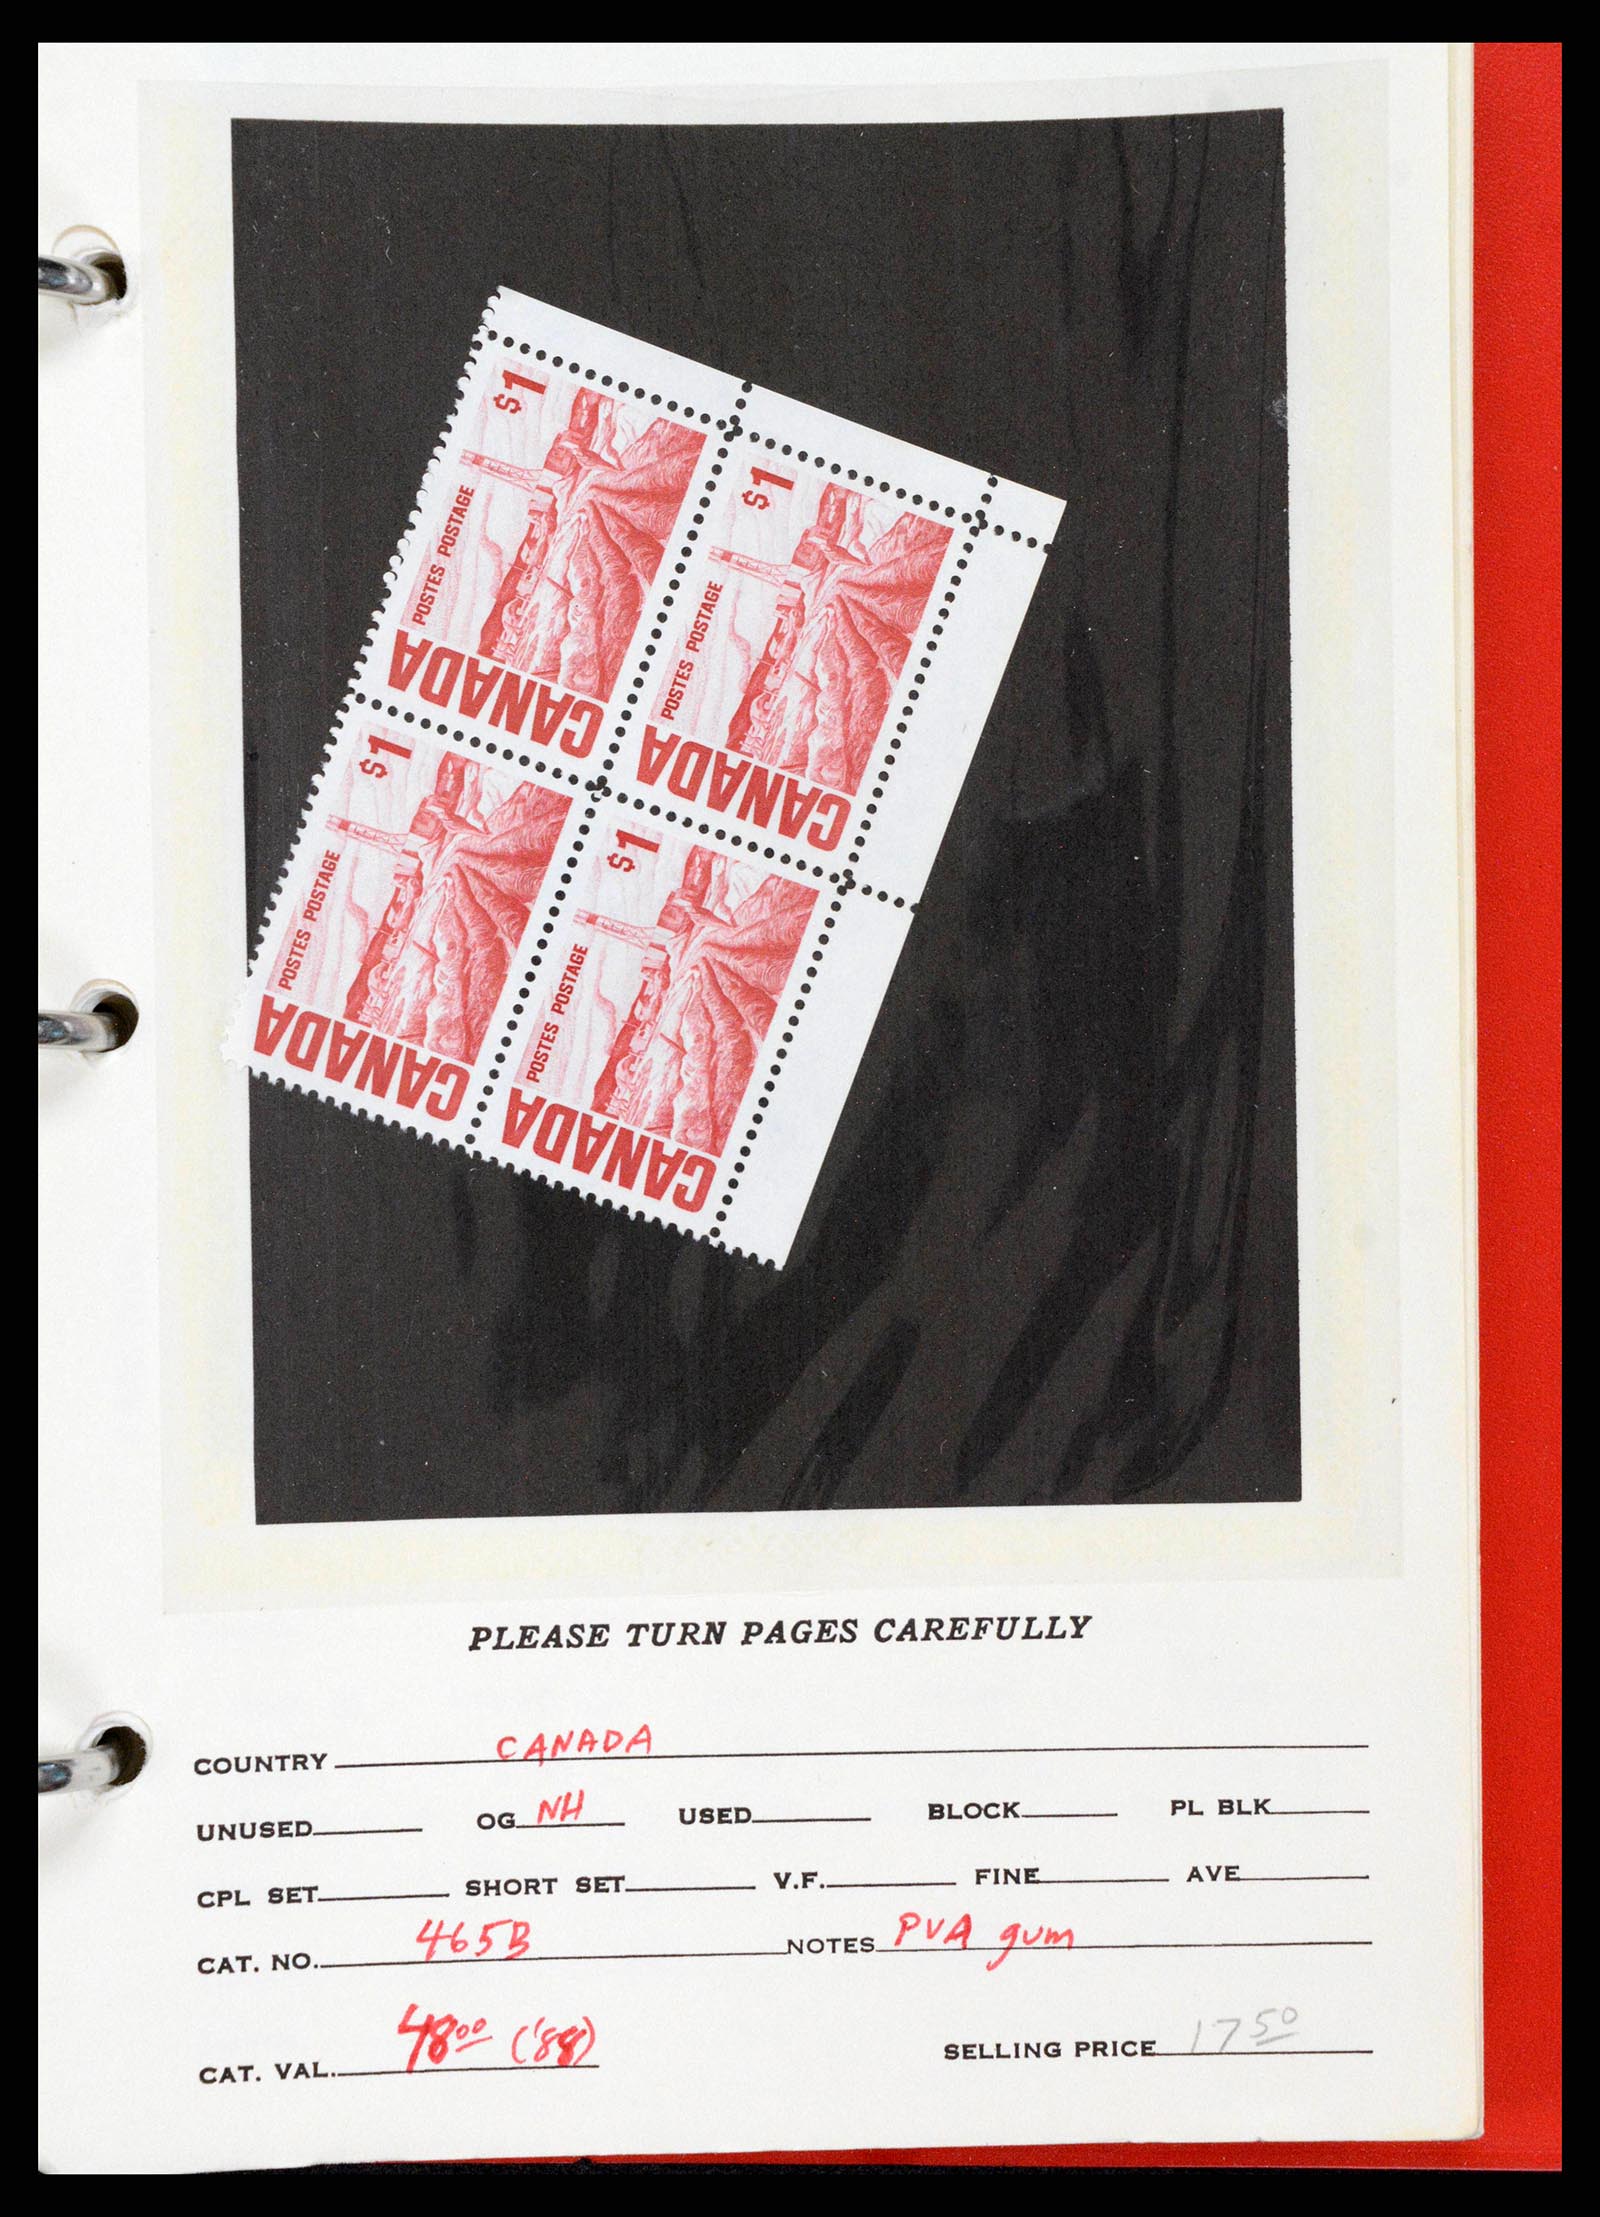 $1
POSTES POSTAGE
CANADA
$1
POSTES POSTAGE
CANADA
$1
POSTES POSTAGE
CANADA
$1
POSTES POSTAGE
CANADA
PLEASE TURN PAGES CAREFULLY
COUNTRY CANADA
UNUSED OG NH USED BLOCK PL BLK
CPL SET SHORT SET V.F. FINE AVE
CAT. NO. 465B NOTES PVA gum
CAT. VAL. 48.00 ('88) SELLING PRICE 17 50